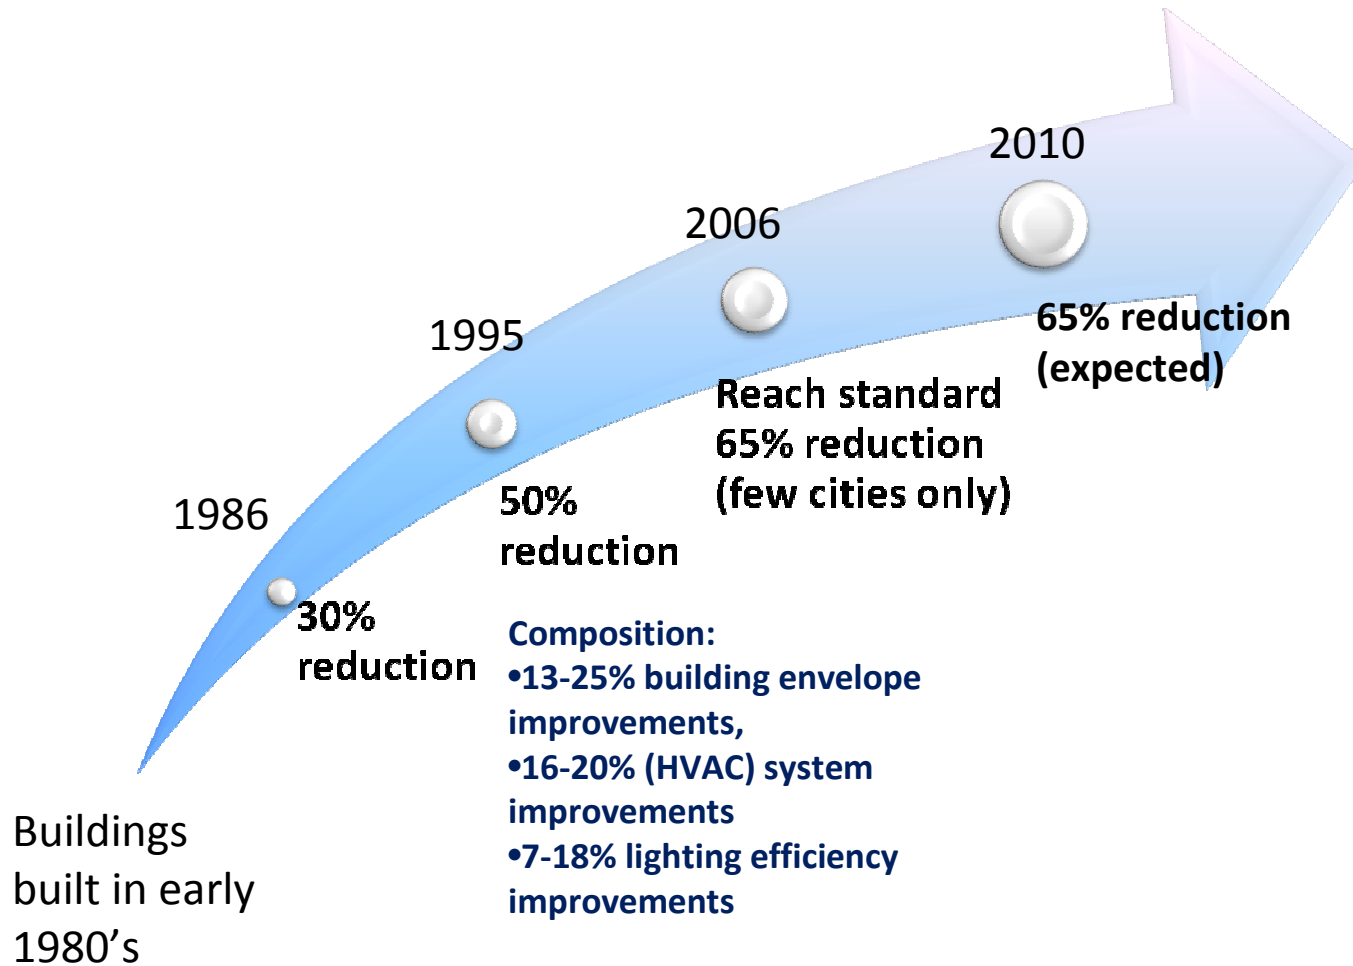 2010
2006
65% reduction
(expected)
1995
Reach standard
65% reduction
(few cities only)
1986
50%
reduction
30%
reduction
Composition:
•13-25% building envelope
improvements,
•16-20% (HVAC) system
improvements
•7-18% lighting efficiency
improvements
Buildings
built in early
1980’s